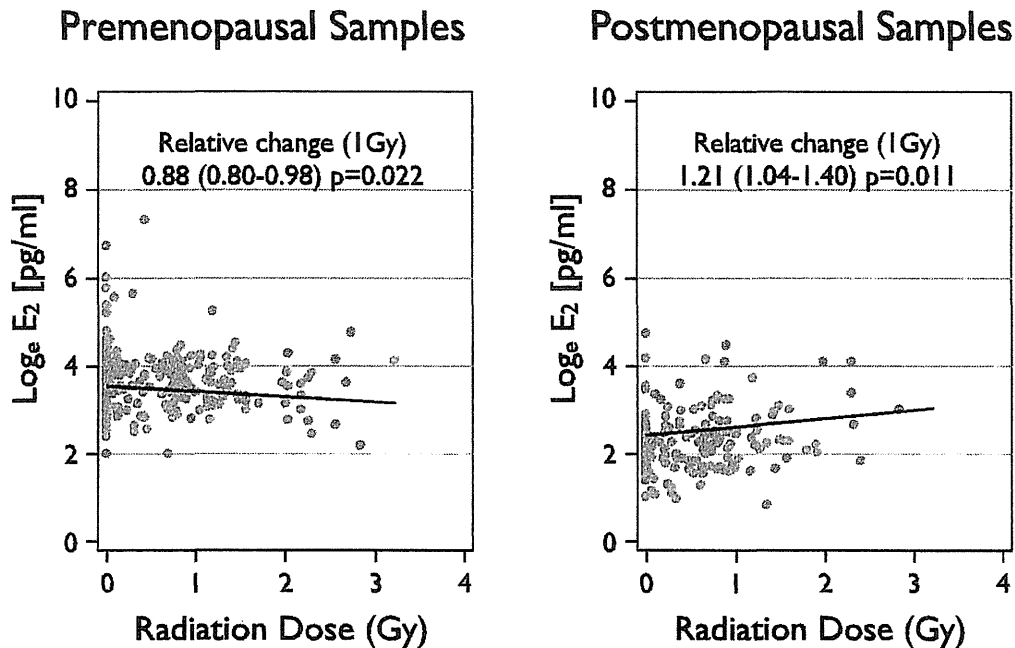 Premenopausal Samples
Relative change (1Gy)
0.88 (0.80-0.98) p=0.022
Logₑ E₂ [pg/ml]
10
8
6
4
2
0
0 1 2 3 4
Radiation Dose (Gy)
Postmenopausal Samples
Relative change (1Gy)
1.21 (1.04-1.40) p=0.011
Logₑ E₂ [pg/ml]
10
8
6
4
2
0
0 1 2 3 4
Radiation Dose (Gy)